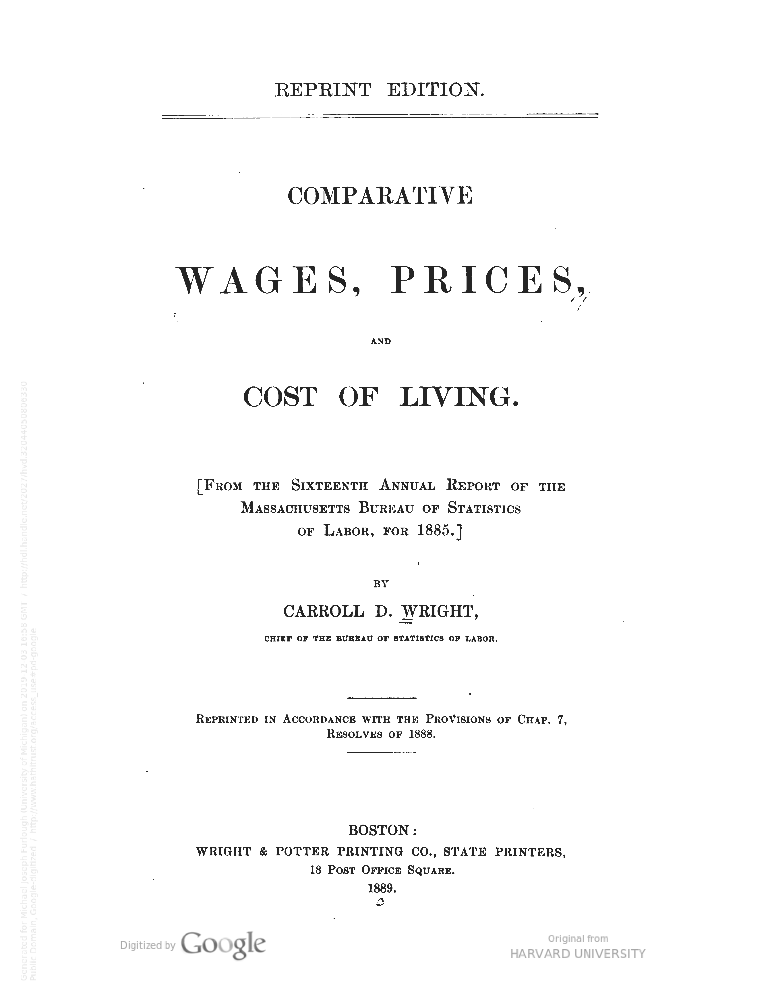 REPRINT EDITION.
COMPARATIVE
WAGES, PRICES,
AND
COST OF LIVING.
[FROM THE SIXTEENTH ANNUAL REPORT OF THE
MASSACHUSETTS BUREAU OF STATISTICS
OF LABOR, FOR 1885.]
BY
CARROLL D. WRIGHT,
CHIEF OF THE BUREAU OF STATISTICS OF LABOR.
REPRINTED IN ACCORDANCE WITH THE PROVISIONS OF CHAP. 7,
RESOLVES OF 1888.
BOSTON:
WRIGHT & POTTER PRINTING CO., STATE PRINTERS,
18 POST OFFICE SQUARE.
1889.
Digitized by Google
Original from
HARVARD UNIVERSITY
Generated for Michael Joseph Furlough (University of Michigan) on 2019-12-03 16:58 GMT / http://hdl.handle.net/2027/hvd.32044050806330
Public Domain, Google-digitized / http://www.hathitrust.org/access_use#pd-google